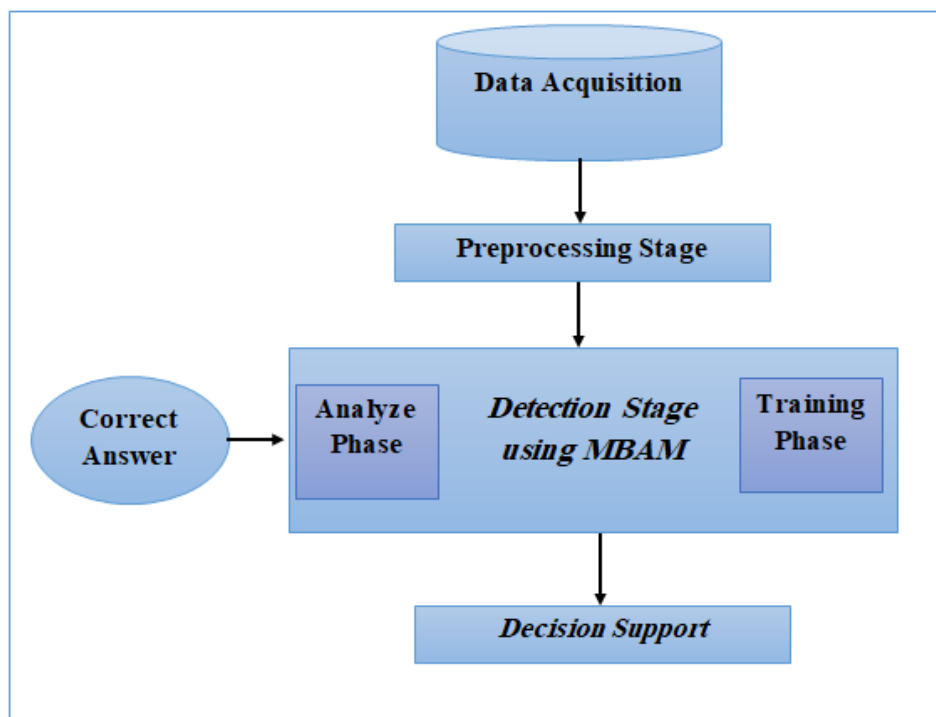 Data Acquisition
Preprocessing Stage
Correct
Answer
Analyze
Phase
Detection Stage
using MBAM
Training
Phase
Decision Support